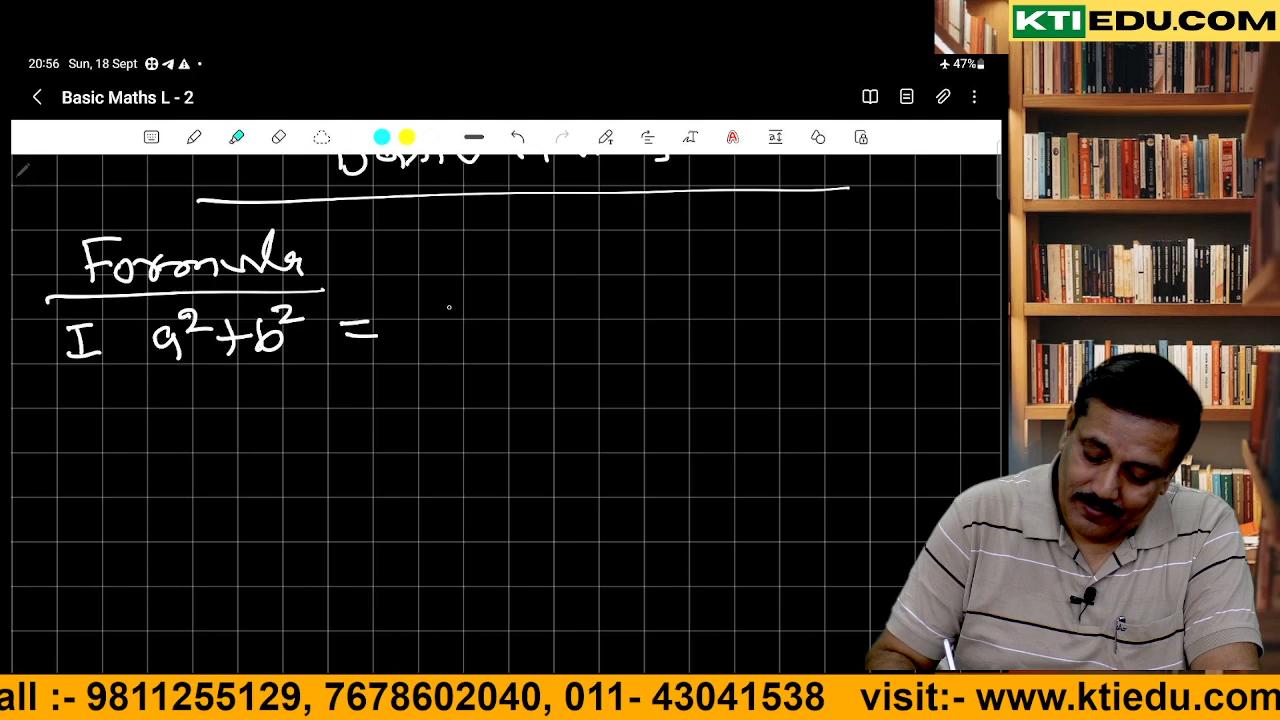 KTIEDU.COM
20:56 Sun, 18 Sept
47%
Basic Maths L - 2
Formula
I a²+b² =
all :- 9811255129, 7678602040, 011- 43041538 visit:- www.ktiedu.com